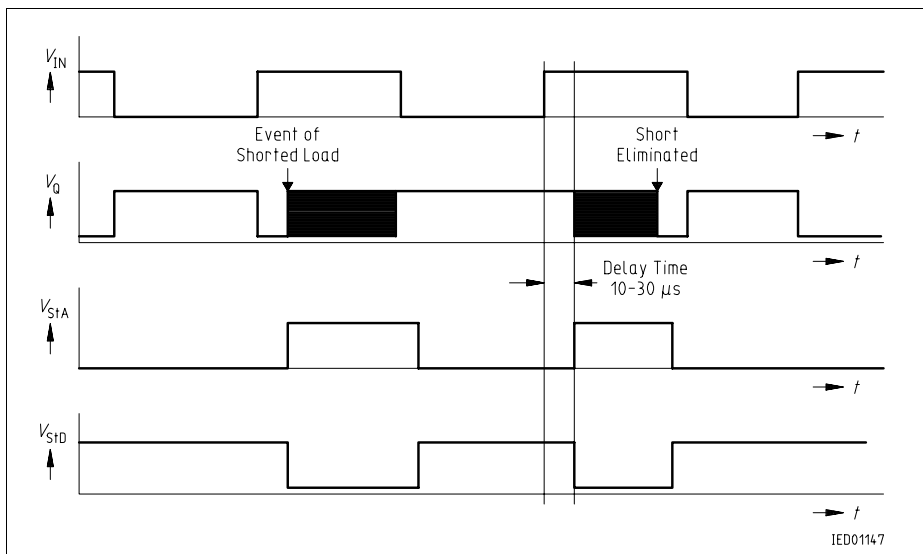 V_IN
t
Event of
Shorted Load
Short
Eliminated
V_Q
t
Delay Time
10-30 µs
V_StA
t
V_StD
t
IED01147